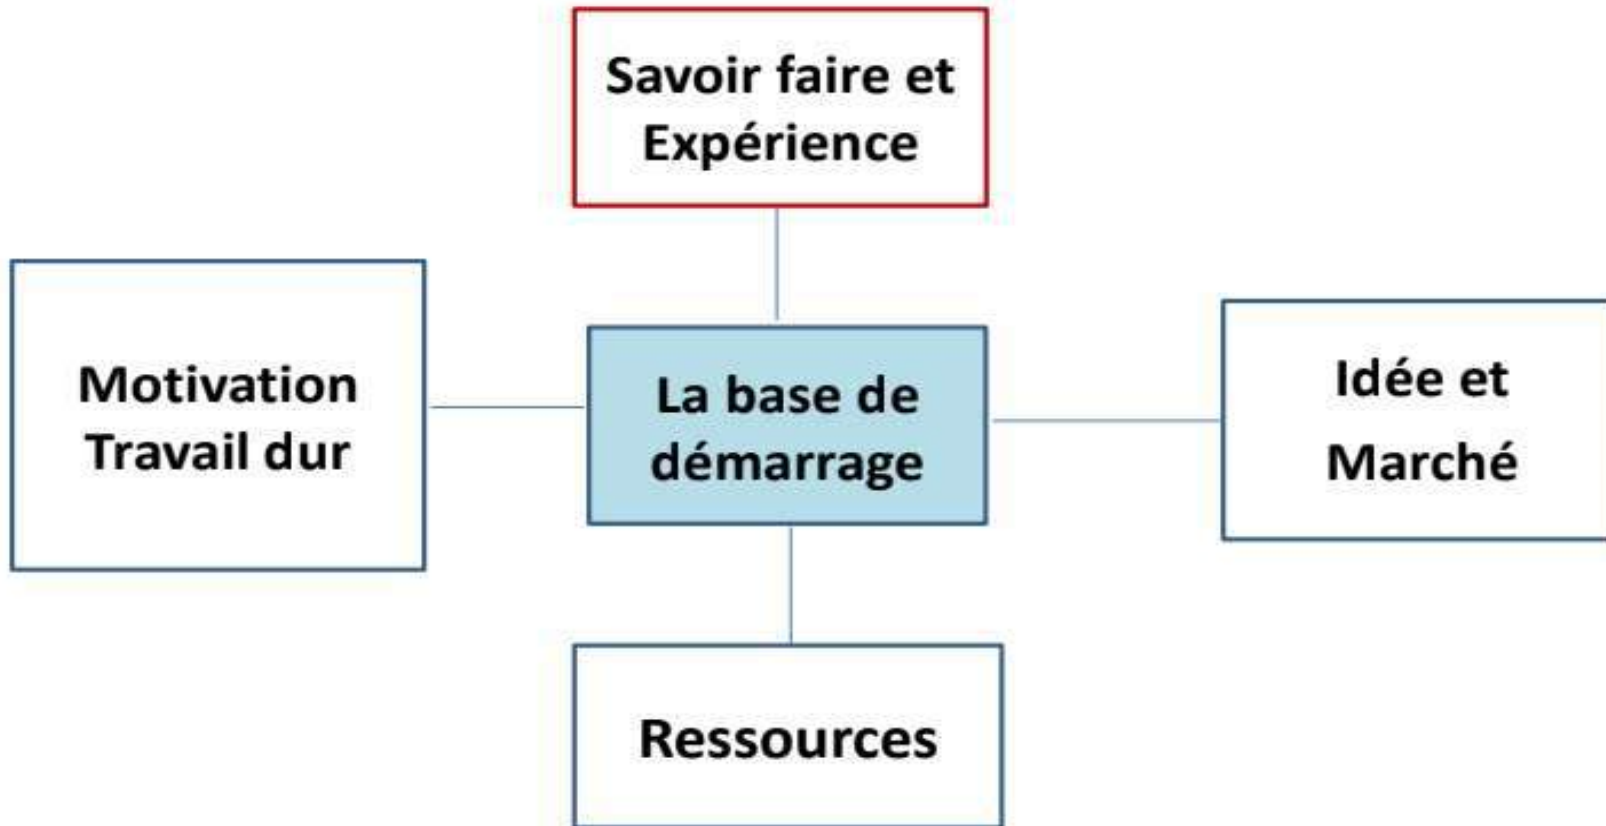 Savoir faire et
Expérience
Motivation
Travail dur
La base de
démarrage
Idée et
Marché
Ressources